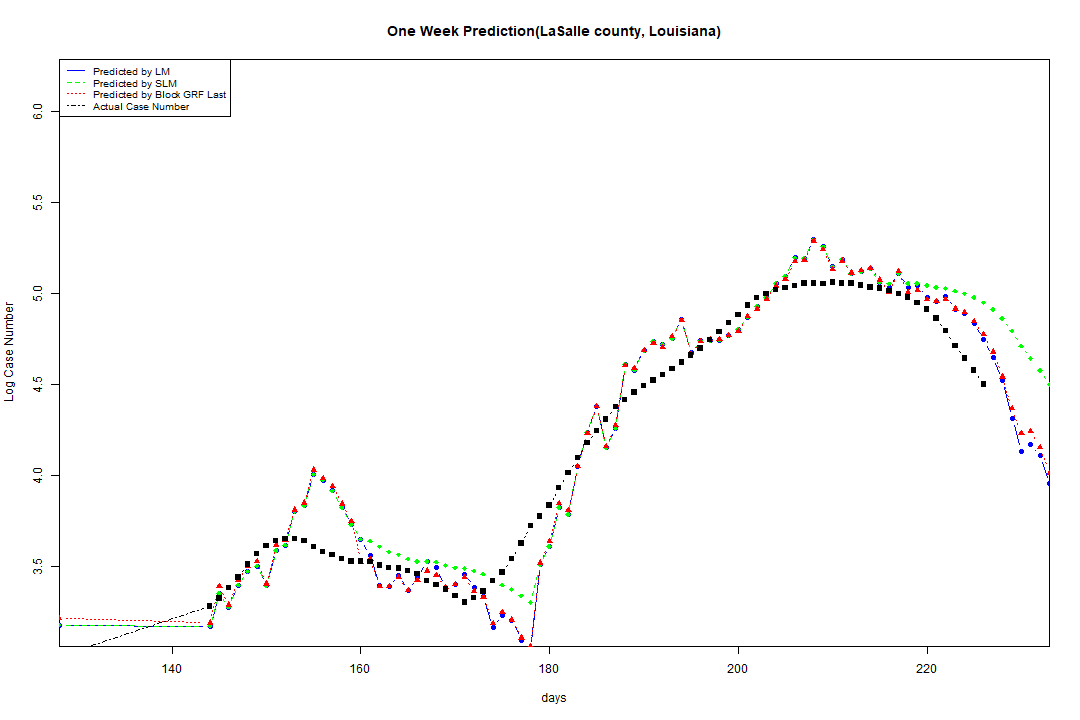 One Week Prediction(LaSalle county, Louisiana)
Predicted by LM
Predicted by SLM
Predicted by Block GRF Last
Actual Case Number
6.0
5.5
5.0
4.5
4.0
3.5
Log Case Number
140
160
180
200
220
days